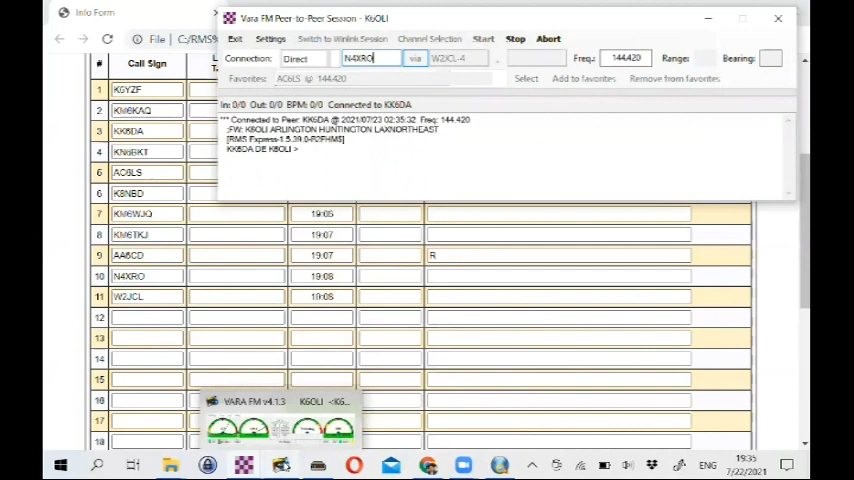 Info Form
File | C:/RMS
# Call Sign
1 K6YZF
2 KM6KAQ
3 KK6DA
4 KN6BKT
6 AC6LS
6 K8NBD
7 KM6WJQ 19:06
8 KM6TKJ 19:07
9 AA6CD 19:07 R
10 N4XRO 19:08
11 W2JCL 19:08
12
13
14
15
16
17
18
Vara FM Peer-to-Peer Session - K6OLI
Exit Settings Switch to Winlink Session Channel Selection Start Stop Abort
Connection: Direct N4XRO via W2JCL-4 Freq.: 144.420 Range: Bearing:
Favorites: AC6LS @ 144.420 Select Add to favorites Remove from favorites
In: 0/0 Out: 0/0 BPM: 0/0 Connected to KK6DA
*** Connected to Peer: KK6DA @ 2021/07/23 02:35:32 Freq: 144.420
;FW: K6OLI ARLINGTON HUNTINGTON LAXNORTHEAST
[RMS Express-1.5.39.0-B2FHM$]
KK6DA DE K6OLI >
VARA FM v4.1.3 K6OLI <K6...
ENG
19:35
7/22/2021